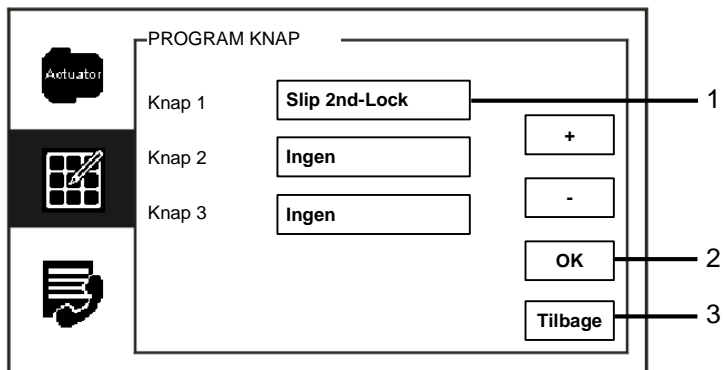 PROGRAM KNAP
Actuator
Knap 1 Slip 2nd-Lock 1
+
Knap 2 Ingen
-
Knap 3 Ingen
OK 2
Tilbage 3